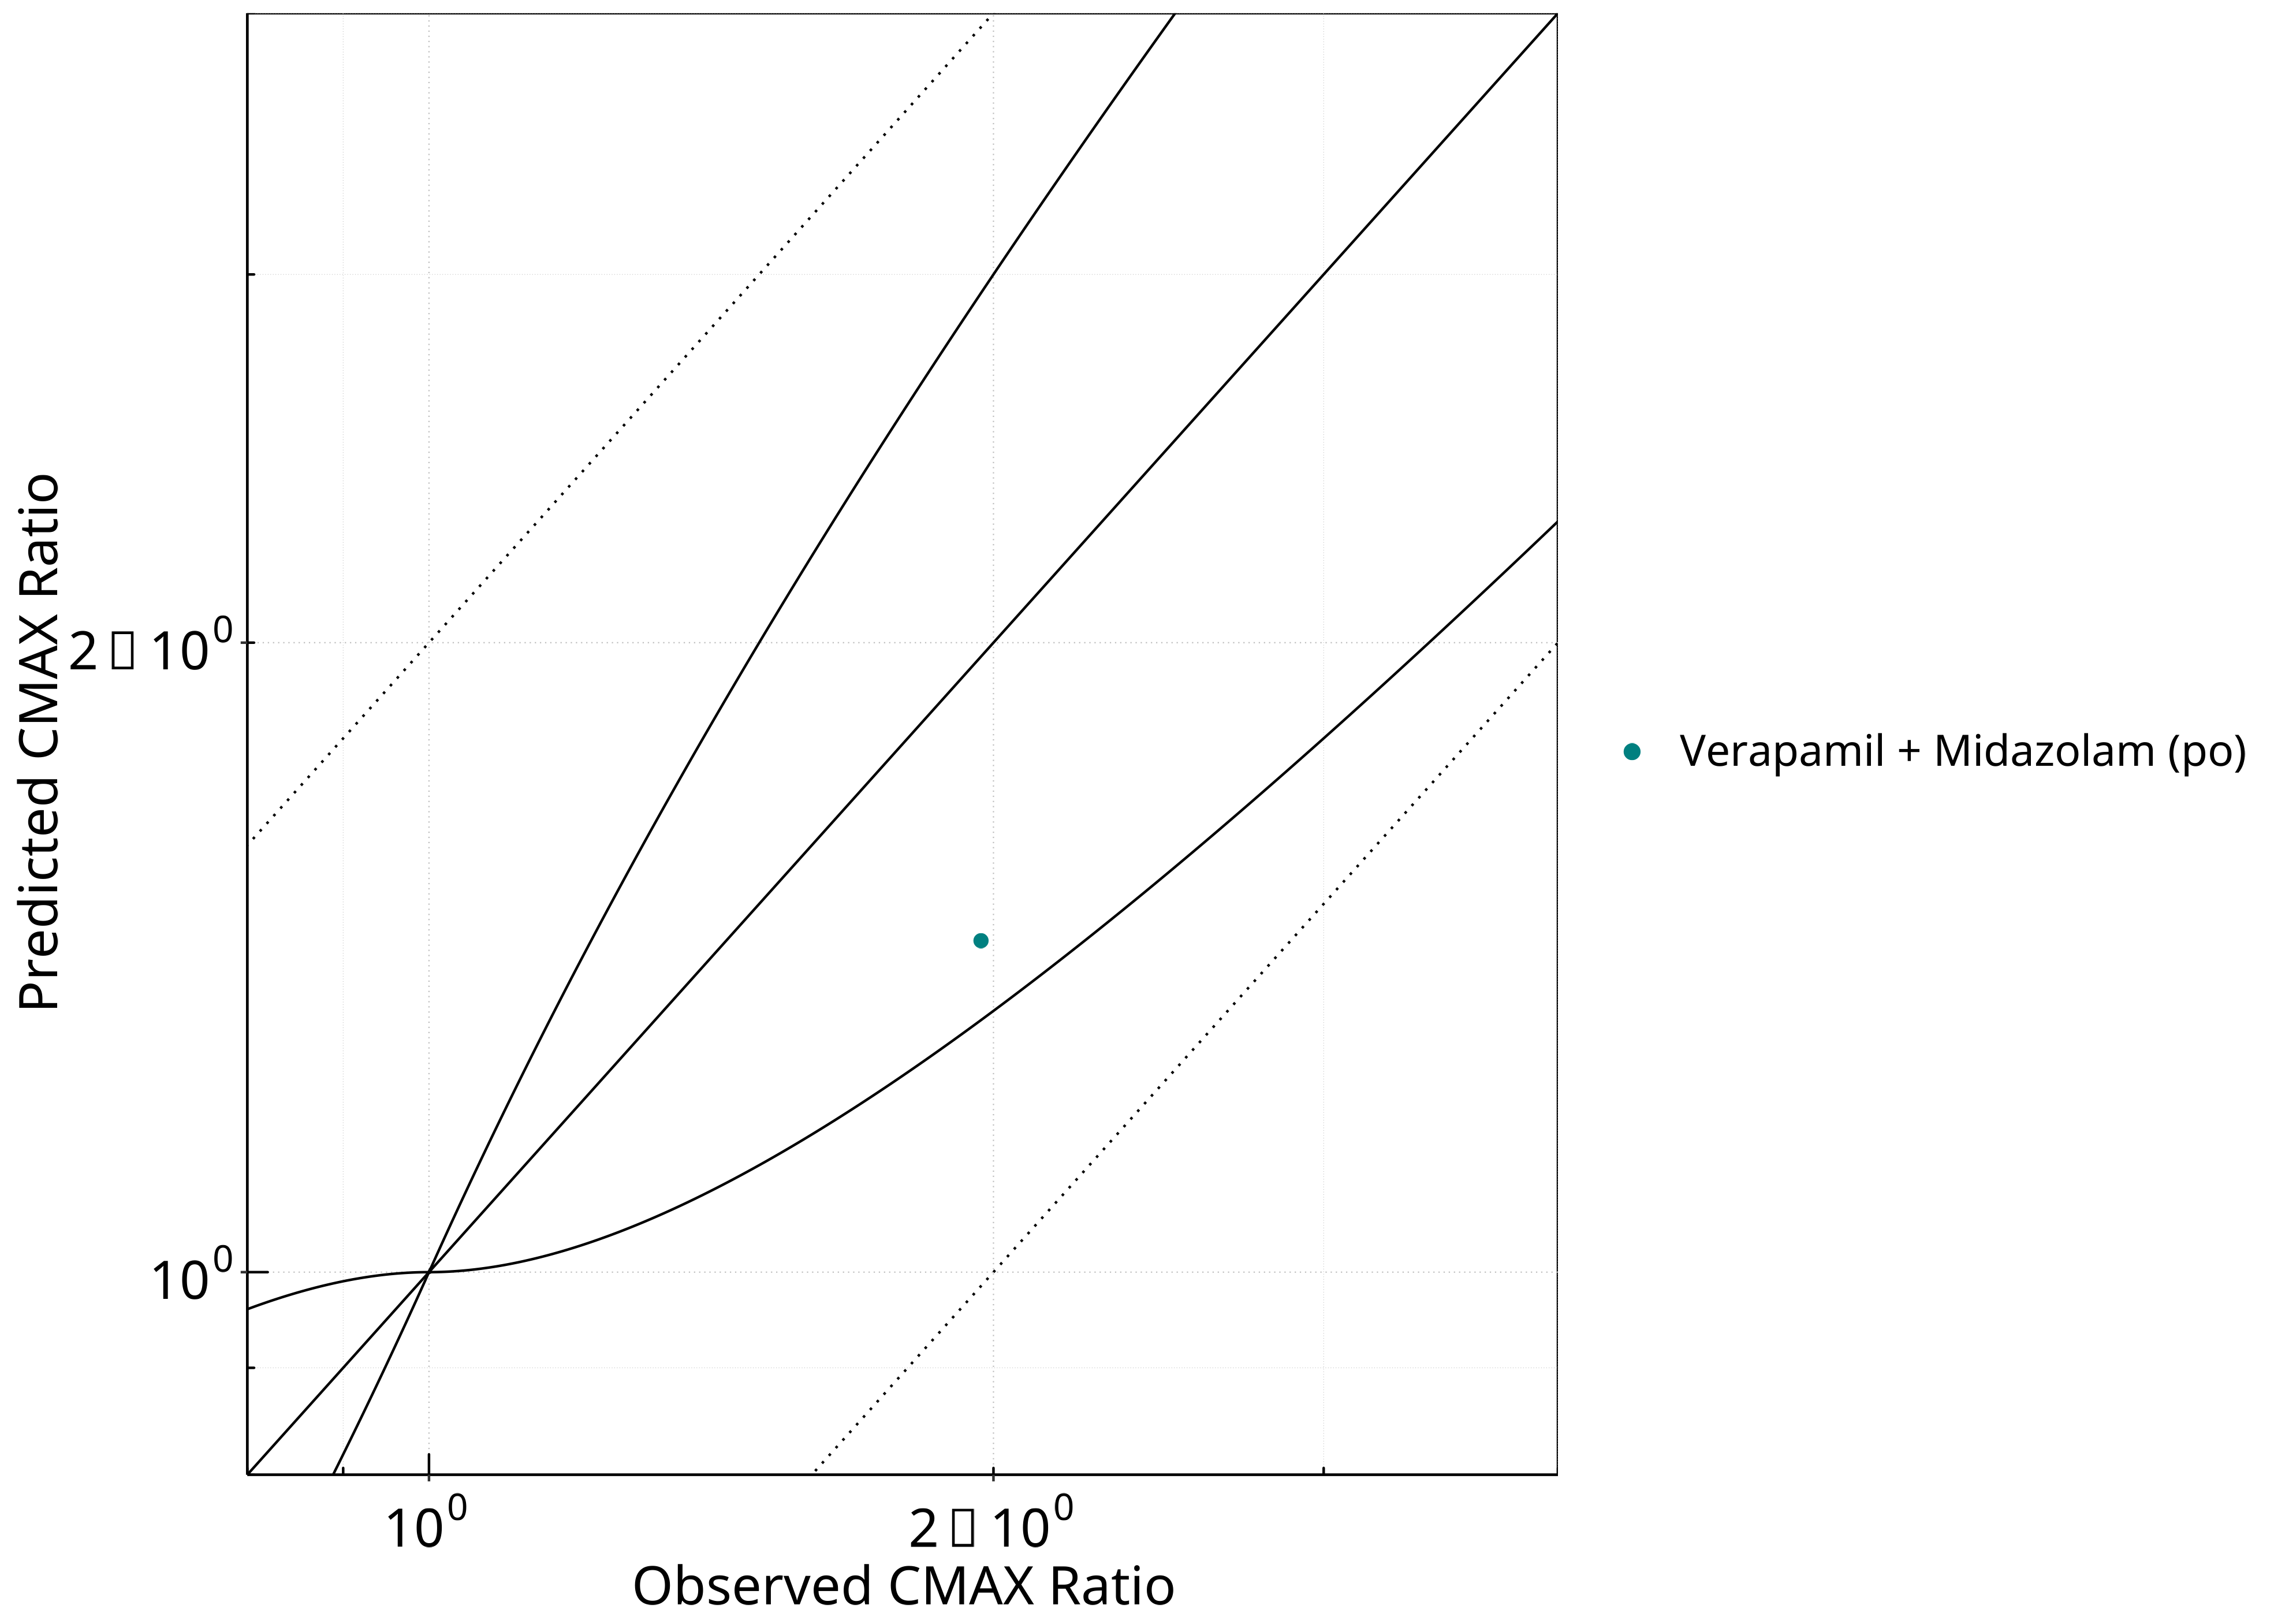 Predicted CMAX Ratio
2 ▯ 10⁰
10⁰
10⁰
2 ▯ 10⁰
Observed CMAX Ratio
Verapamil + Midazolam (po)